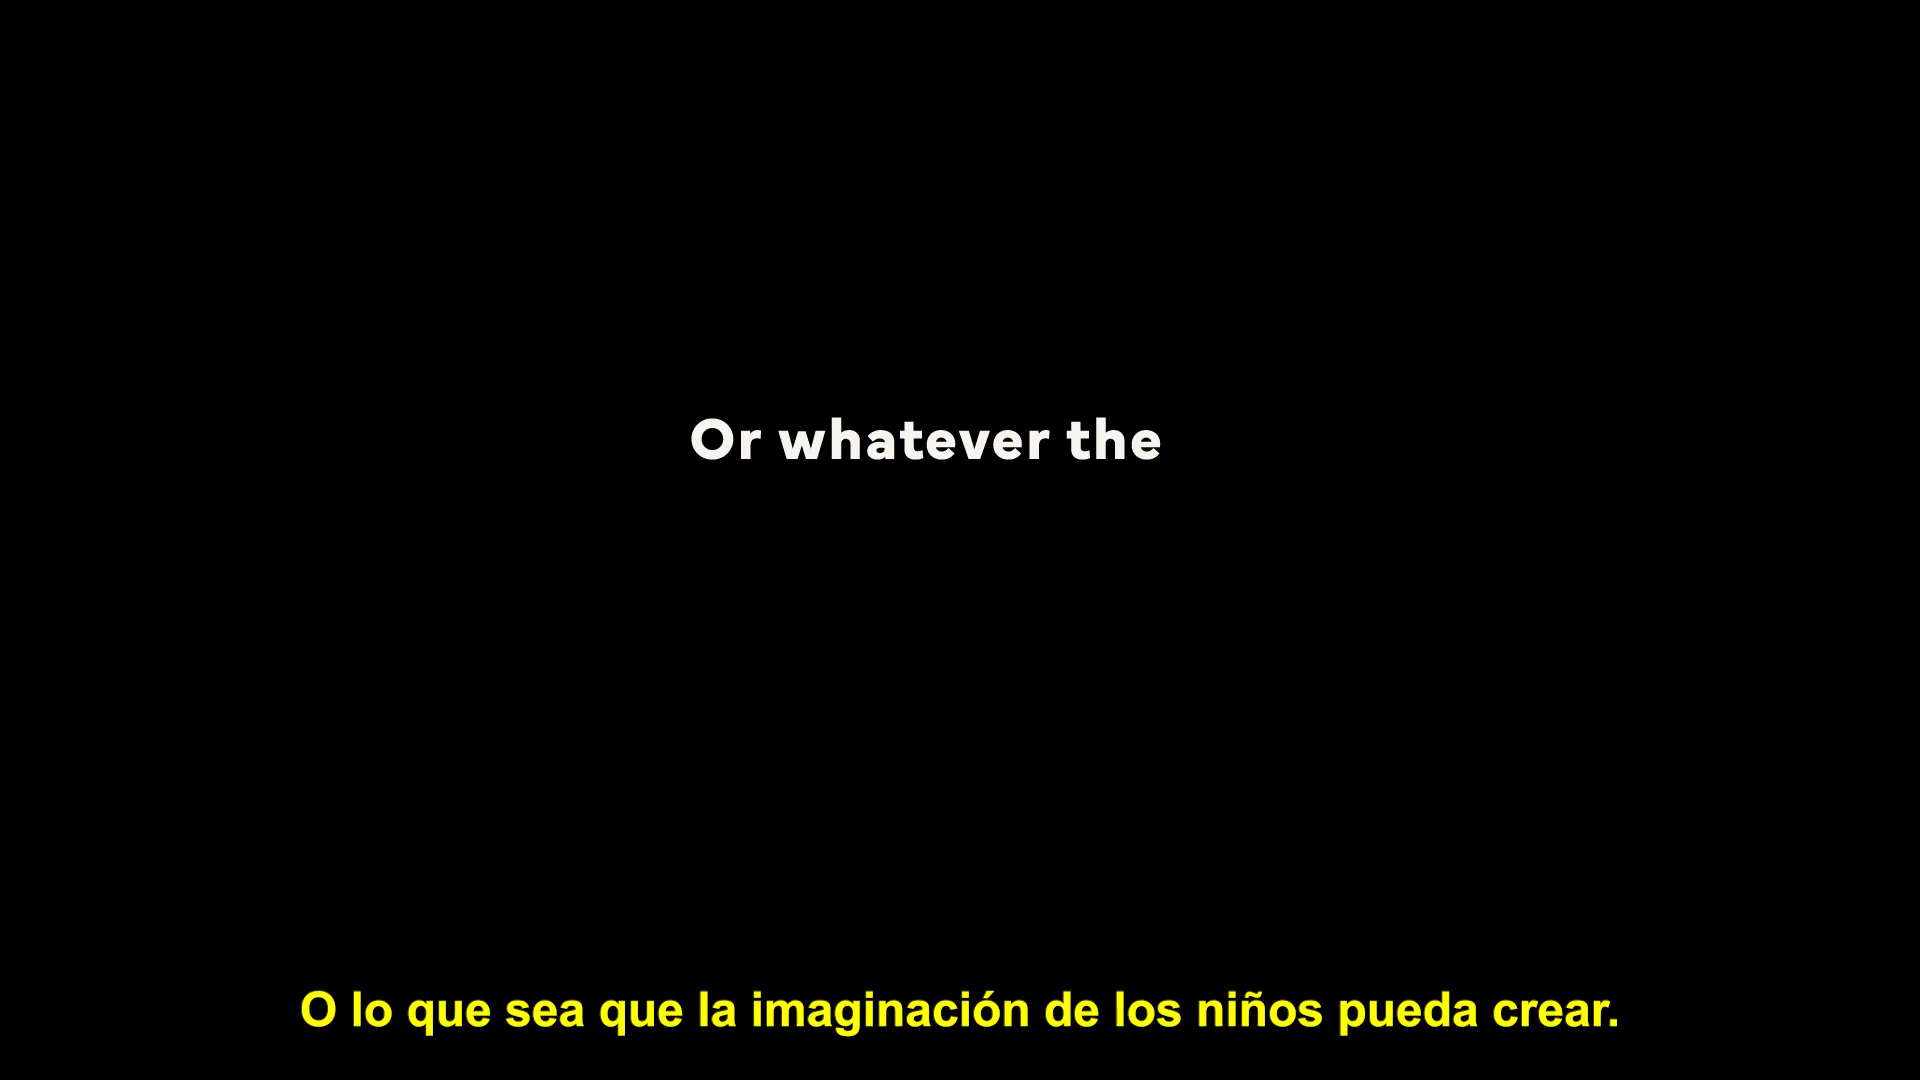 Or whatever the
O lo que sea que la imaginación de los niños pueda crear.